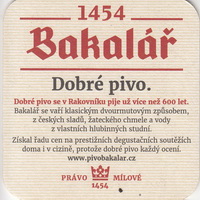 1454
Bakalář
Dobré pivo.
Dobré pivo se v Rakovníku pije už více než 600 let.
Bakalář se vaří klasickým dvourmutovým způsobem,
z českých sladů, žateckého chmele a vody
z vlastních hlubinných studní.
Získal řadu cen na prestižních degustačních soutěžích
doma i v cizině, protože dobré pivo každý ocení.
www.pivobakalar.cz
PRÁVO MÍLOVÉ
1454